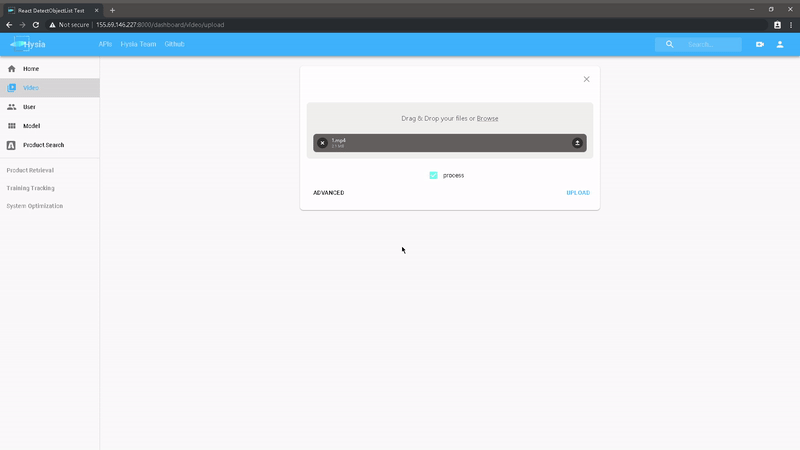 React DetectObjectList Test
Not secure | 155.69.146.227:8000/dashboard/video/upload
Hysia
APIs
Hysia Team
Github
Search...
Home
Video
User
Model
Product Search
Product Retrieval
Training Tracking
System Optimization
Drag & Drop your files or Browse
1.mp4
process
ADVANCED
UPLOAD